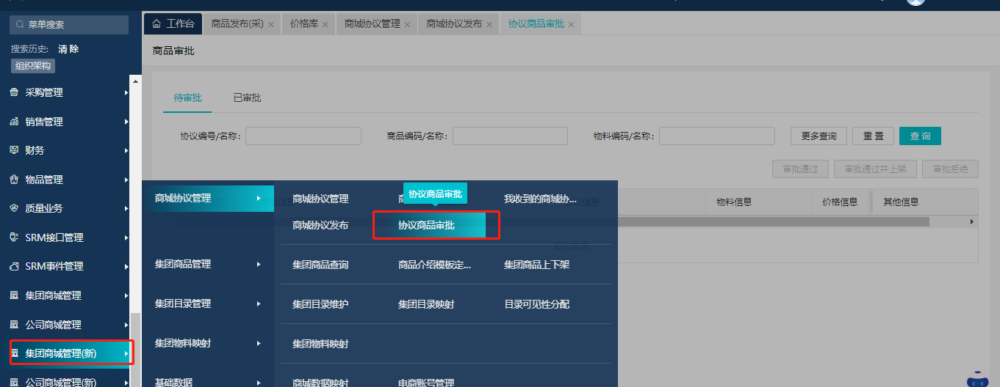 菜单搜索
搜索历史: 清 除
组织架构
采购管理
销售管理
财务
物品管理
质量业务
SRM接口管理
SRM事件管理
集团商城管理
公司商城管理
集团商城管理(新)
公司商城管理(新)
工作台 商品发布(采) 价格库 商城协议管理 商城协议发布 协议商品审批
商品审批
待审批 已审批
协议编号/名称: 商品编码/名称: 物料编码/名称: 更多查询 重 置 查 询
审批通过 审批通过并上架 审批拒绝
物料信息 价格信息 其他信息
商城协议管理
集团商品管理
集团目录管理
集团物料映射
基础数据
协议商品审批
商城协议管理 我收到的商城协...
商城协议发布 协议商品审批
集团商品查询 商品介绍模板定... 集团商品上下架
集团目录维护 集团目录映射 目录可见性分配
集团物料映射
商城数据映射 电商账号管理